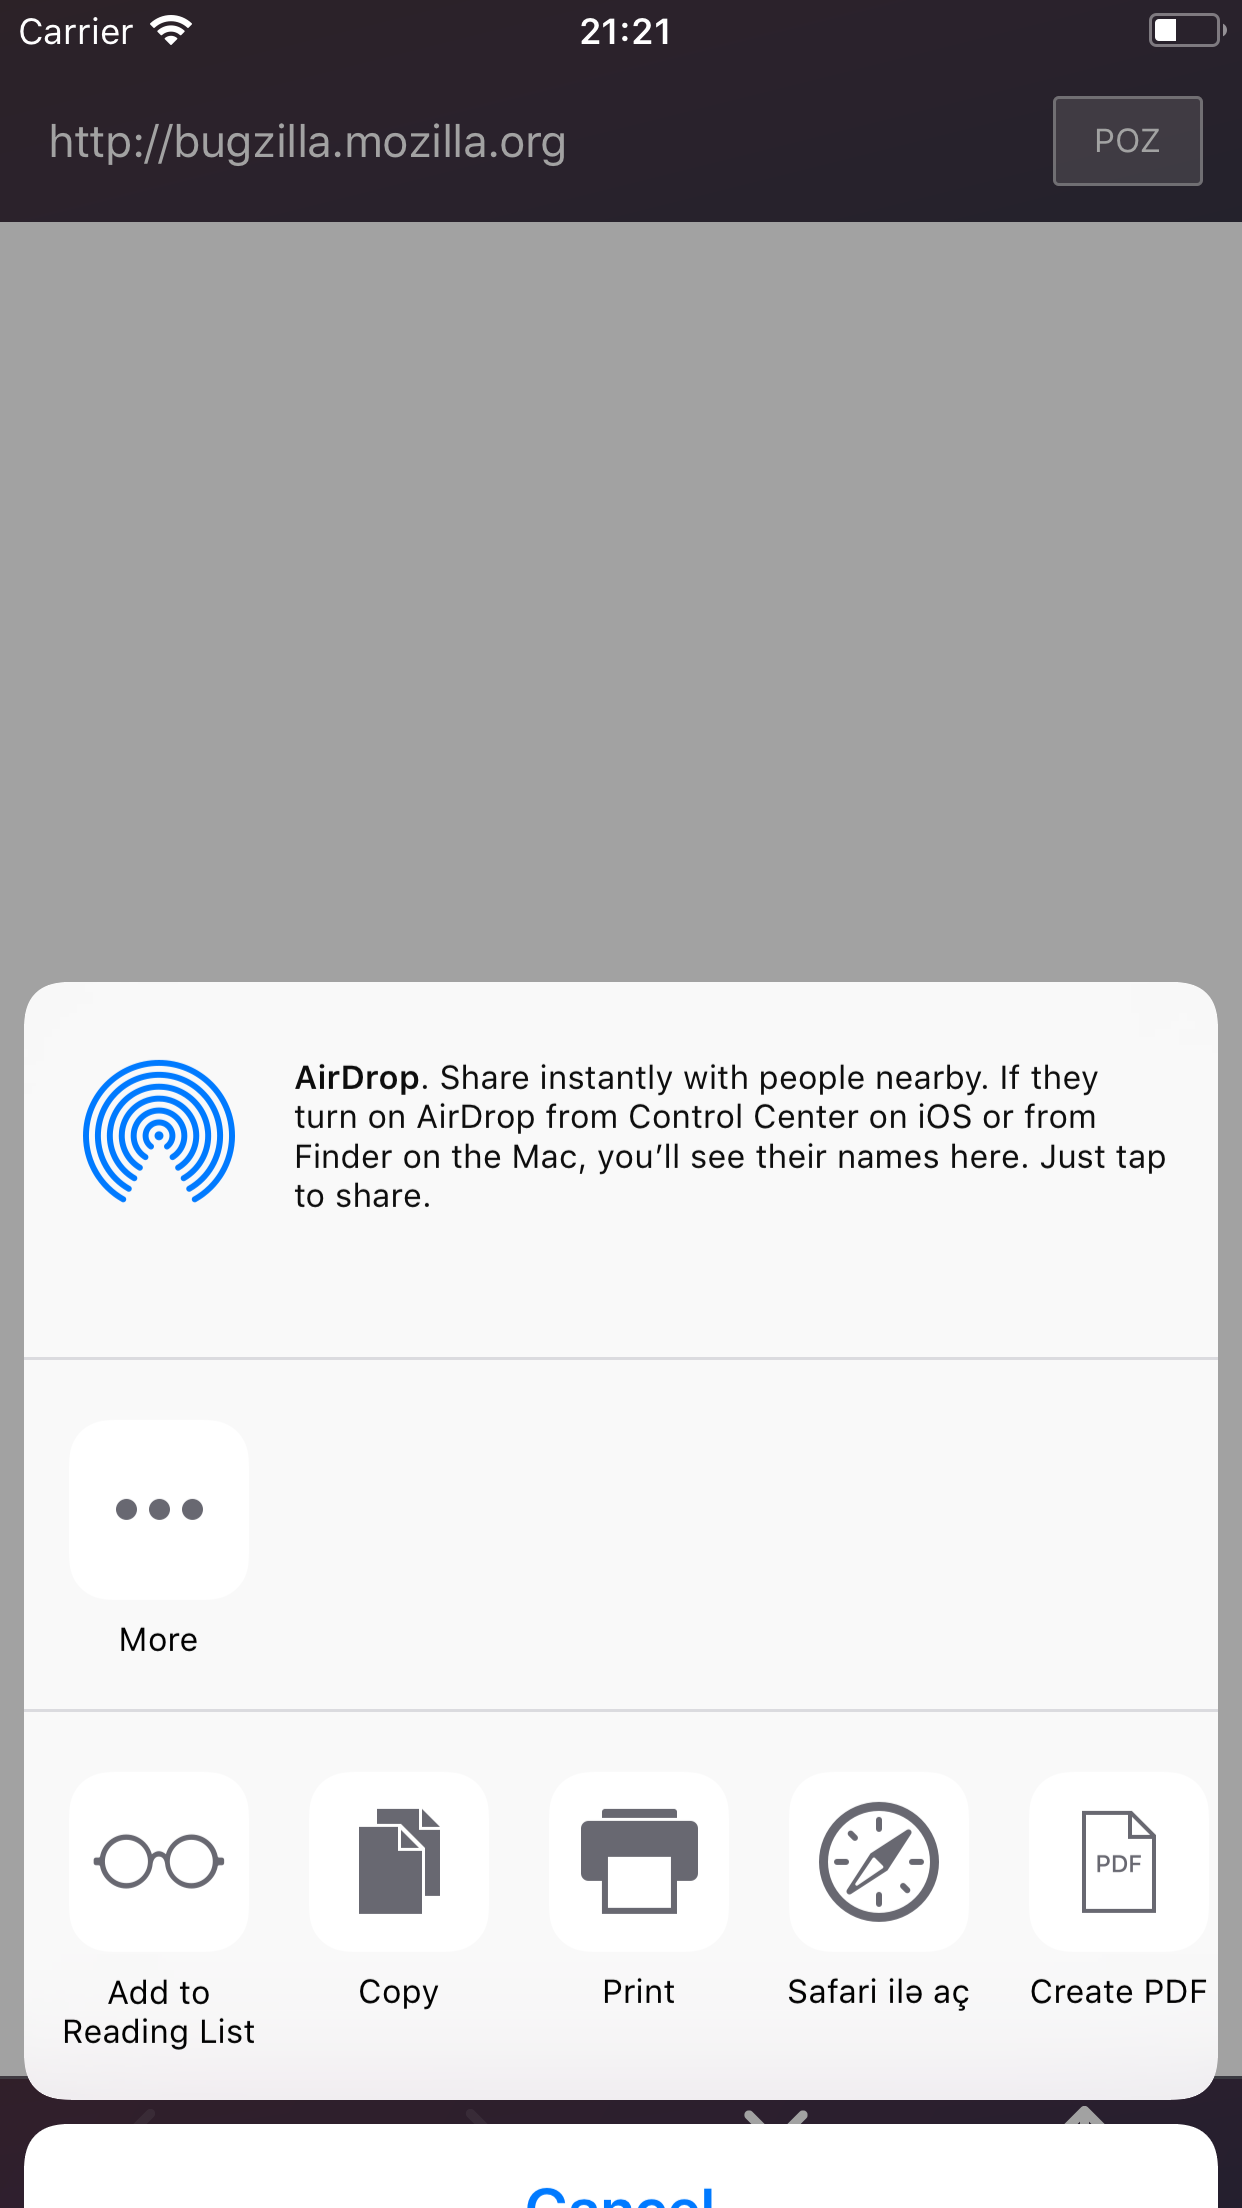 Carrier 21:21
http://bugzilla.mozilla.org POZ
AirDrop. Share instantly with people nearby. If they
turn on AirDrop from Control Center on iOS or from
Finder on the Mac, you’ll see their names here. Just tap
to share.
More
Add to
Reading List
Copy
Print
Safari ilə aç
PDF
Create PDF
Cancel